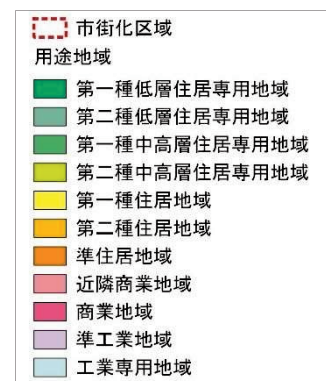 市街化区域
用途地域
第一種低層住居専用地域
第二種低層住居専用地域
第一種中高層住居専用地域
第二種中高層住居専用地域
第一種住居地域
第二種住居地域
準住居地域
近隣商業地域
商業地域
準工業地域
工業専用地域